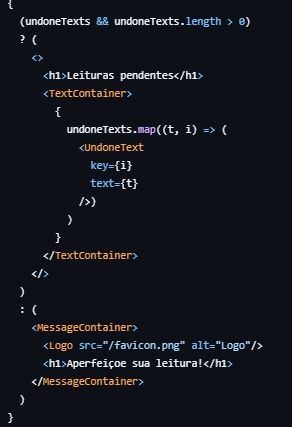 {
(undoneTexts && undoneTexts.length > 0)
? (
<>
<h1>Leituras pendentes</h1>
<TextContainer>
{
undoneTexts.map((t, i) => (
<UndoneText
key={i}
text={t}
/>)
)
}
</TextContainer>
</>
)
: (
<MessageContainer>
<Logo src="/favicon.png" alt="Logo"/>
<h1>Aperfeiçoe sua leitura!</h1>
</MessageContainer>
)
}